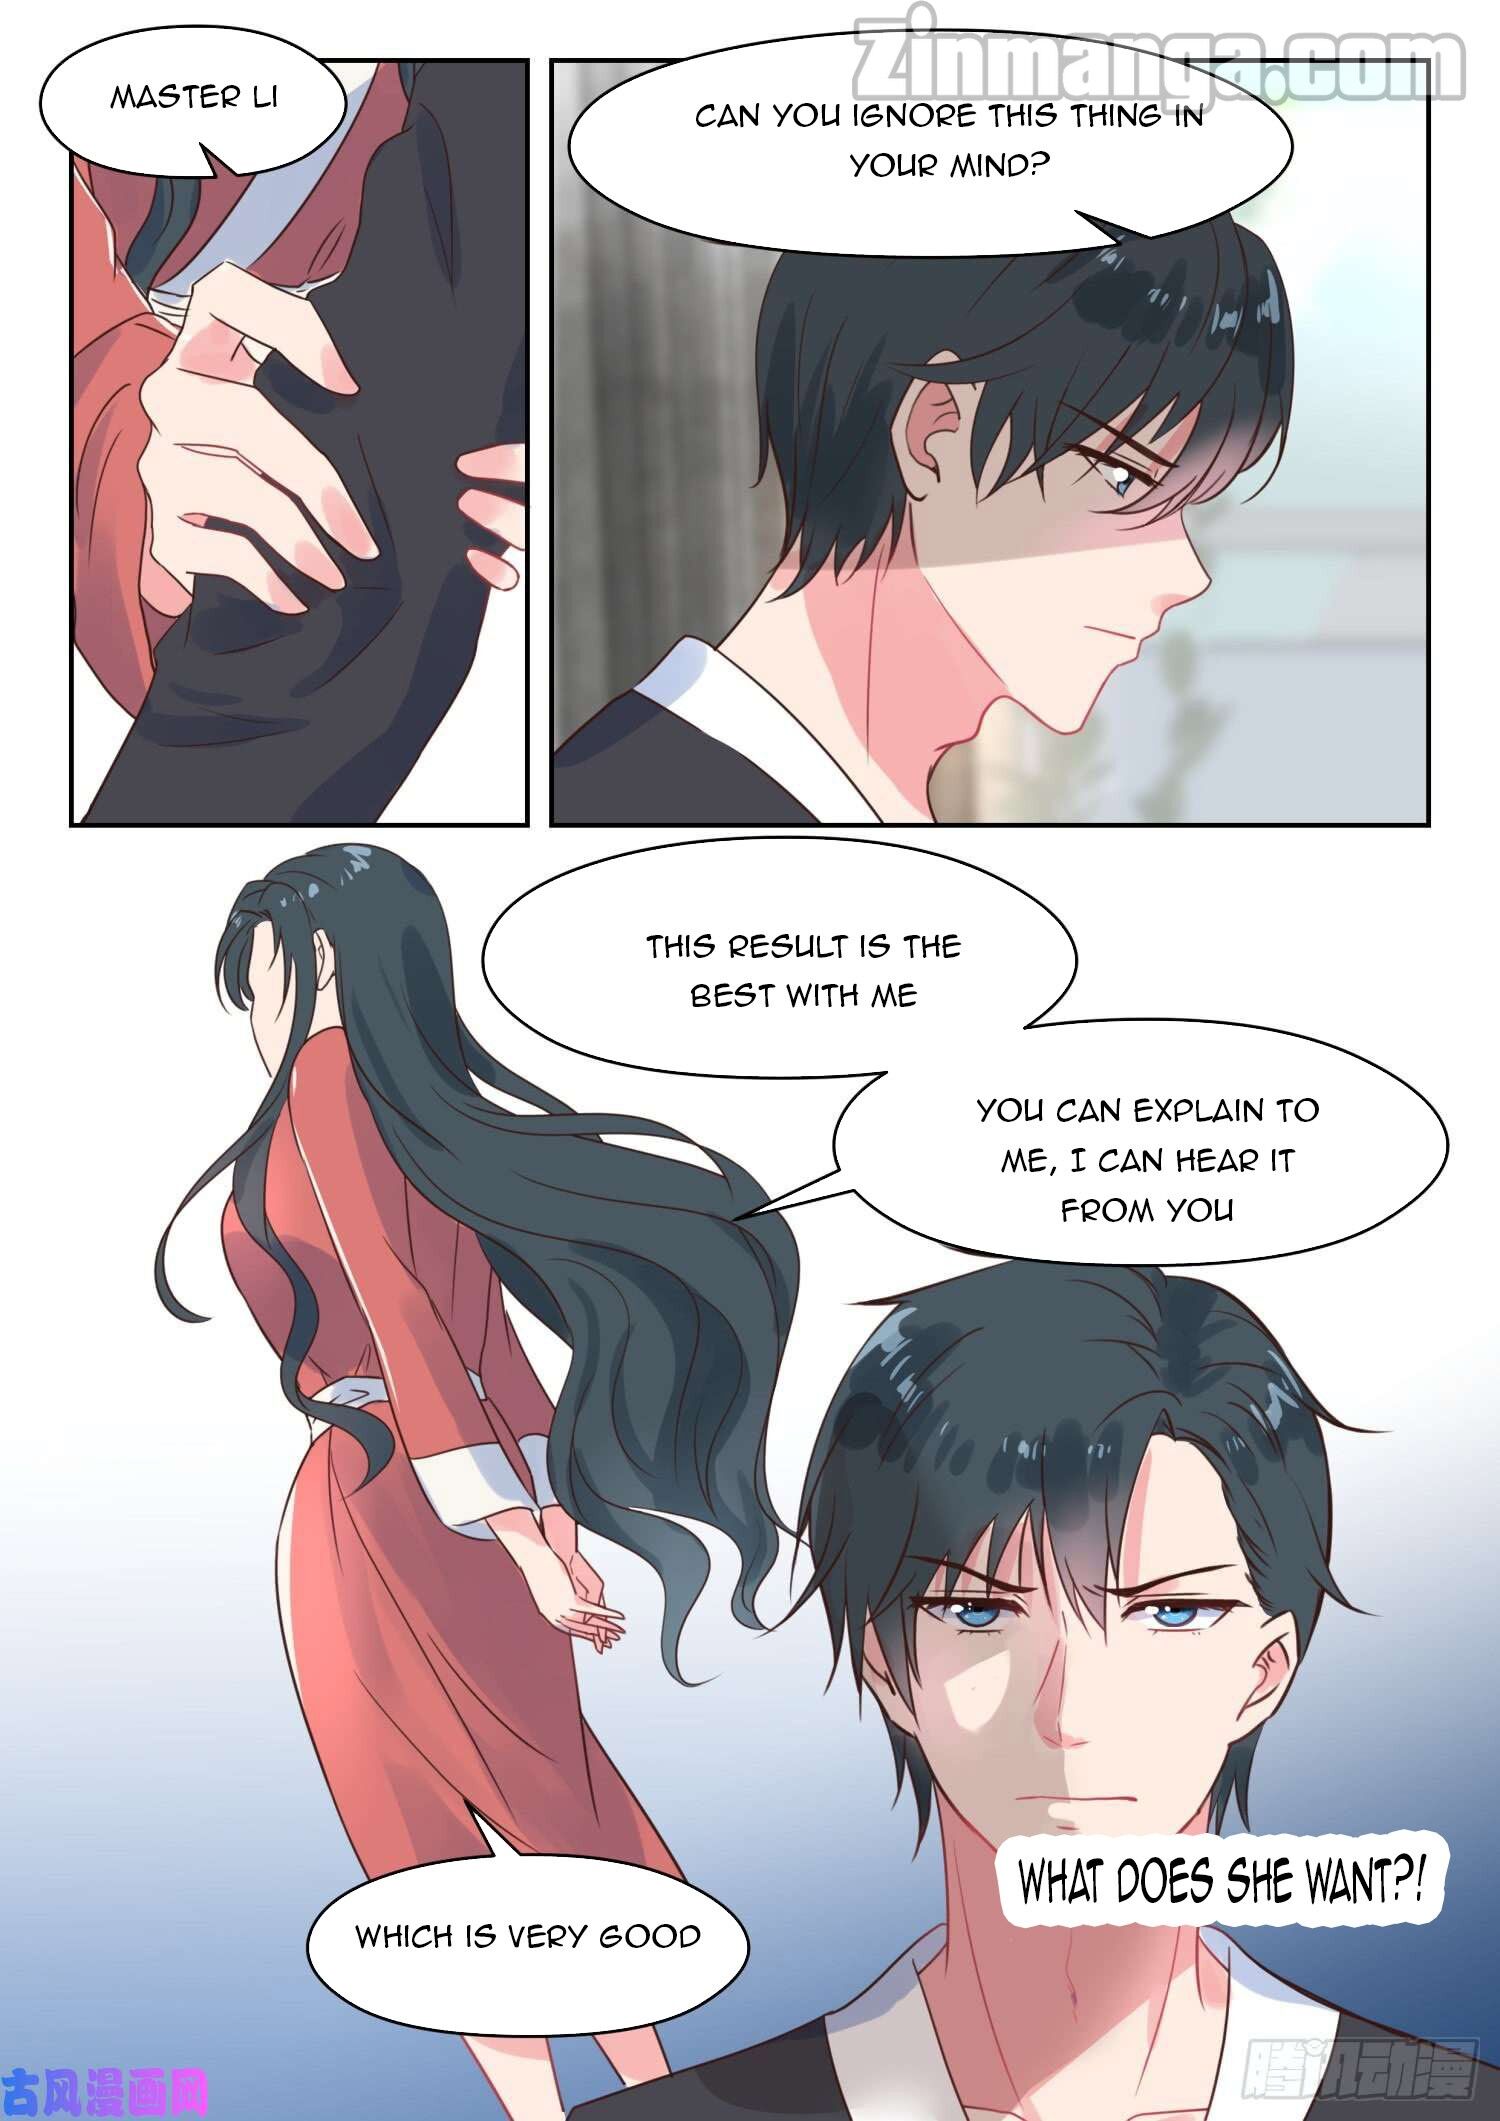 Zinmanga.com
MASTER LI
CAN YOU IGNORE THIS THING IN
YOUR MIND?
THIS RESULT IS THE
BEST WITH ME
YOU CAN EXPLAIN TO
ME, I CAN HEAR IT
FROM YOU
WHAT DOES SHE WANT?!
WHICH IS VERY GOOD
古风漫画网
腾讯动漫